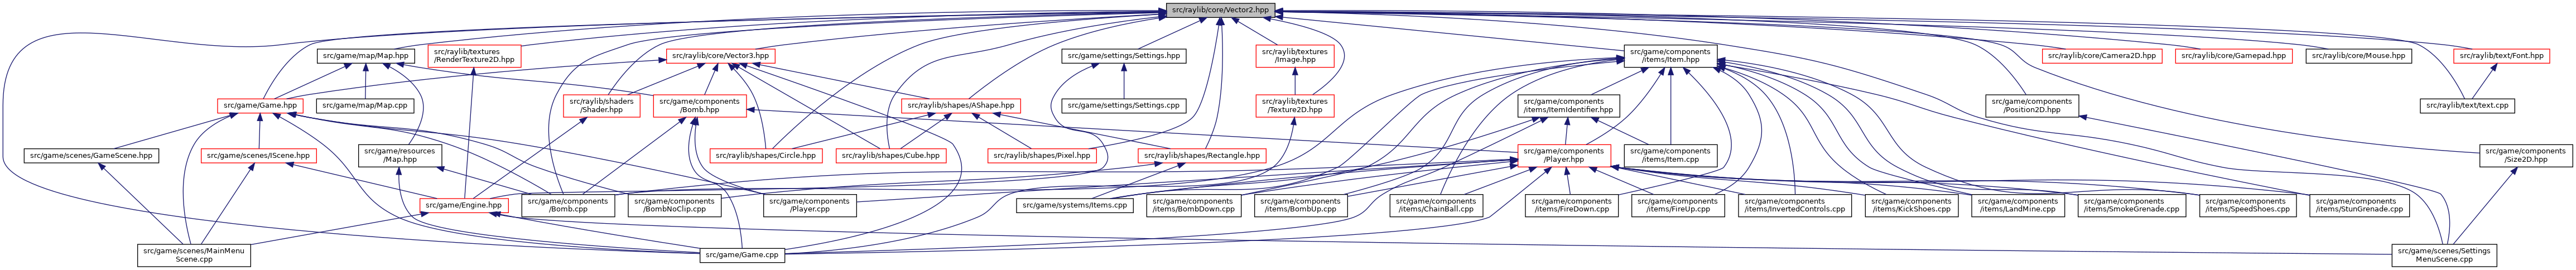 src/raylib/core/Vector2.hpp
src/game/map/Map.hpp
src/raylib/textures
/RenderTexture2D.hpp
src/raylib/core/Vector3.hpp
src/game/settings/Settings.hpp
src/raylib/textures
/Image.hpp
src/game/components
/items/Item.hpp
src/raylib/core/Camera2D.hpp
src/raylib/core/Gamepad.hpp
src/raylib/core/Mouse.hpp
src/raylib/text/Font.hpp
src/game/Game.hpp
src/game/map/Map.cpp
src/raylib/shaders
/Shader.hpp
src/game/components
/Bomb.hpp
src/raylib/shapes/AShape.hpp
src/game/settings/Settings.cpp
src/raylib/textures
/Texture2D.hpp
src/game/components
/items/ItemIdentifier.hpp
src/game/components
/Position2D.hpp
src/raylib/text/text.cpp
src/game/scenes/GameScene.hpp
src/game/scenes/IScene.hpp
src/game/resources
/Map.hpp
src/raylib/shapes/Circle.hpp
src/raylib/shapes/Cube.hpp
src/raylib/shapes/Pixel.hpp
src/raylib/shapes/Rectangle.hpp
src/game/components
/Player.hpp
src/game/components
/items/Item.cpp
src/game/components
/Size2D.hpp
src/game/Engine.hpp
src/game/components
/Bomb.cpp
src/game/components
/BombNoClip.cpp
src/game/components
/Player.cpp
src/game/systems/Items.cpp
src/game/components
/items/BombDown.cpp
src/game/components
/items/BombUp.cpp
src/game/components
/items/ChainBall.cpp
src/game/components
/items/FireDown.cpp
src/game/components
/items/FireUp.cpp
src/game/components
/items/InvertedControls.cpp
src/game/components
/items/KickShoes.cpp
src/game/components
/items/LandMine.cpp
src/game/components
/items/SmokeGrenade.cpp
src/game/components
/items/SpeedShoes.cpp
src/game/components
/items/StunGrenade.cpp
src/game/scenes/MainMenu
Scene.cpp
src/game/Game.cpp
src/game/scenes/Settings
MenuScene.cpp